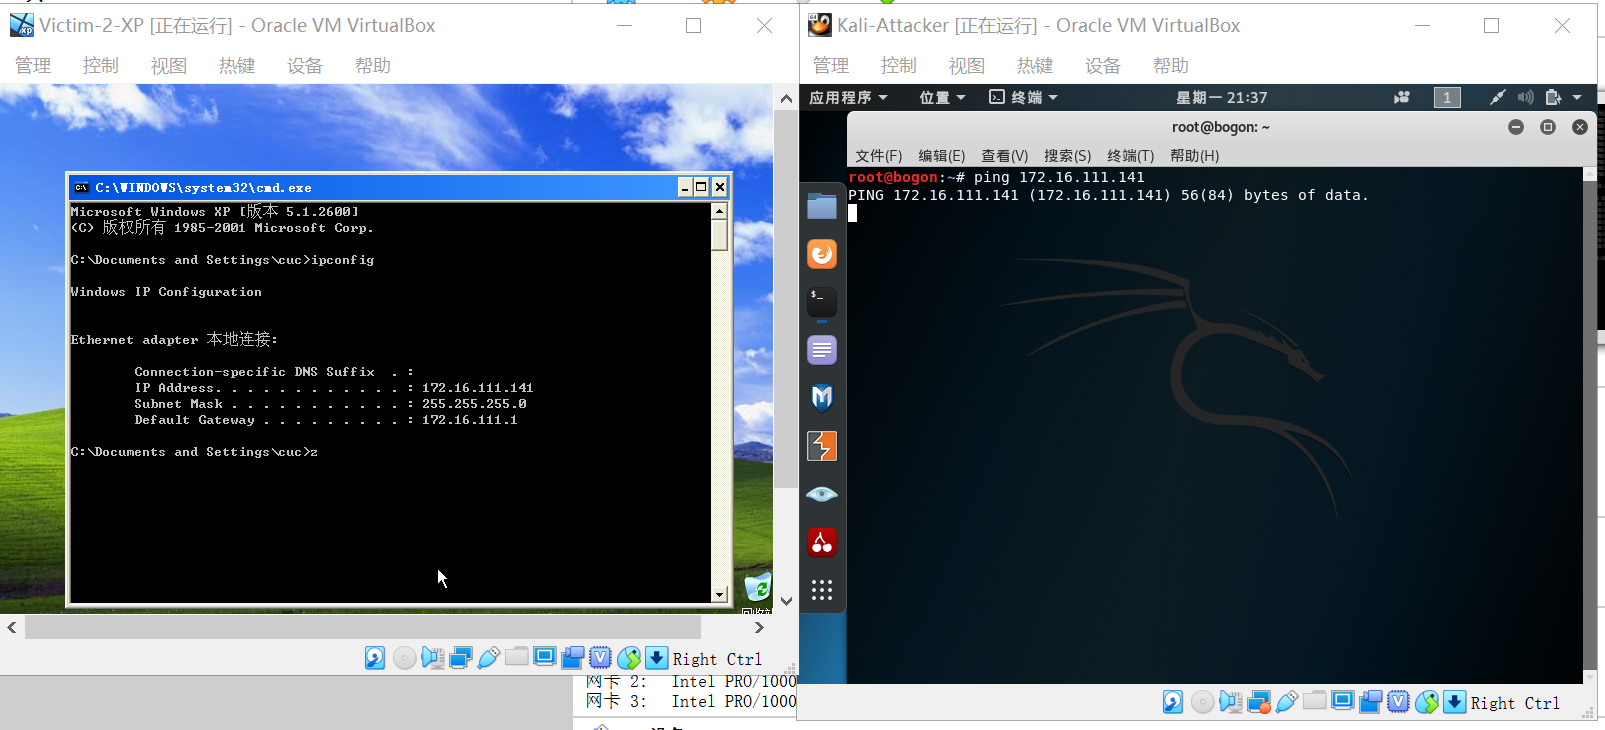 Victim-2-XP [正在运行] - Oracle VM VirtualBox
管理 控制 视图 热键 设备 帮助
C:\WINDOWS\system32\cmd.exe
Microsoft Windows XP [版本 5.1.2600]
(C) 版权所有 1985-2001 Microsoft Corp.
C:\Documents and Settings\cuc>ipconfig
Windows IP Configuration
Ethernet adapter 本地连接:
Connection-specific DNS Suffix . :
IP Address. . . . . . . . . . . . : 172.16.111.141
Subnet Mask . . . . . . . . . . . : 255.255.255.0
Default Gateway . . . . . . . . . : 172.16.111.1
C:\Documents and Settings\cuc>z
Right Ctrl
网卡 2: Intel PRO/1000
网卡 3: Intel PRO/1000
Kali-Attacker [正在运行] - Oracle VM VirtualBox
管理 控制 视图 热键 设备 帮助
应用程序 位置 终端 星期一 21:37 1
root@bogon: ~
文件(F) 编辑(E) 查看(V) 搜索(S) 终端(T) 帮助(H)
root@bogon:~# ping 172.16.111.141
PING 172.16.111.141 (172.16.111.141) 56(84) bytes of data.
Right Ctrl